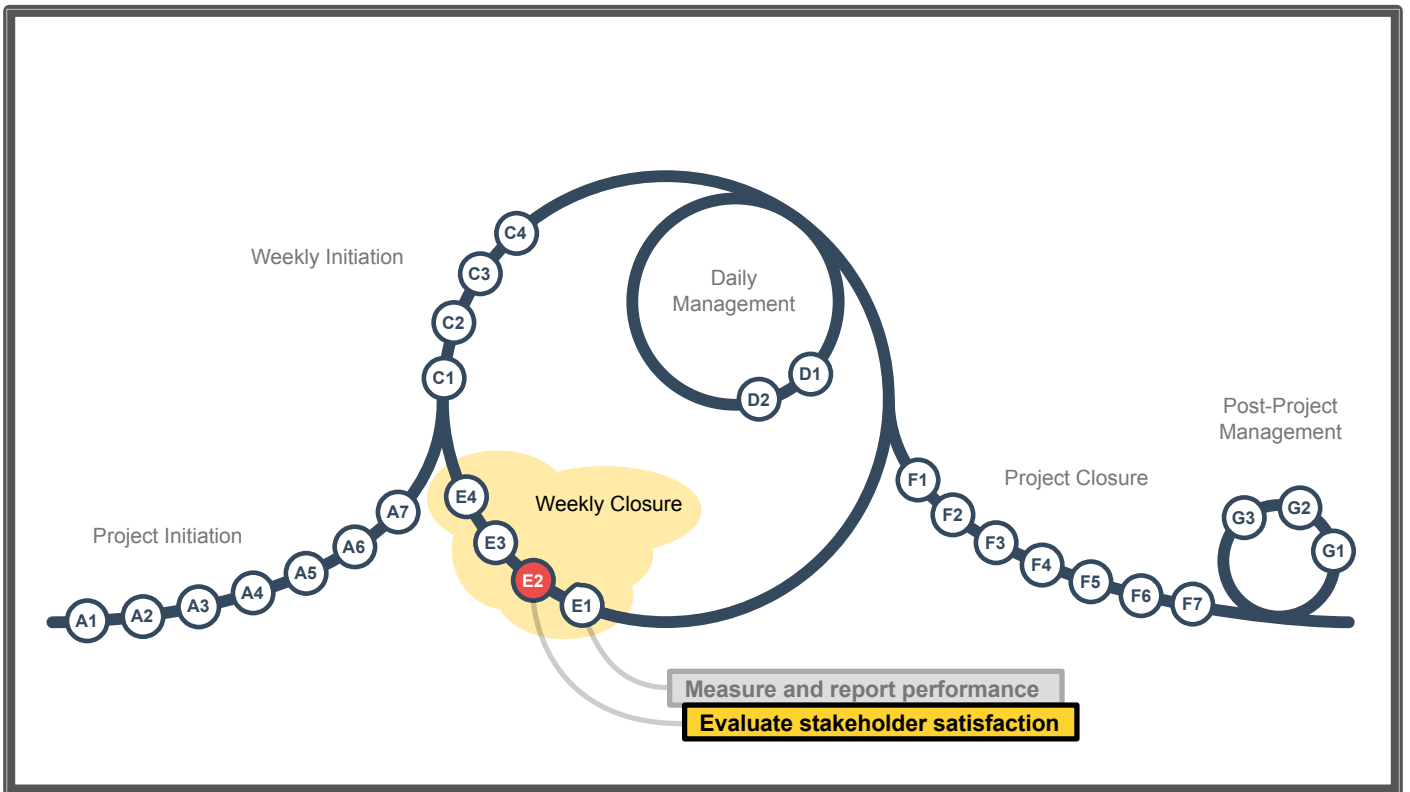 Weekly Initiation
C4
C3
C2
C1
Daily
Management
D1
D2
Post-Project
Management
Project Closure
F1
F2
F3
F4
F5
F6
F7
G3
G2
G1
Weekly Closure
E4
E3
E2
E1
Project Initiation
A1
A2
A3
A4
A5
A6
A7
Measure and report performance
Evaluate stakeholder satisfaction